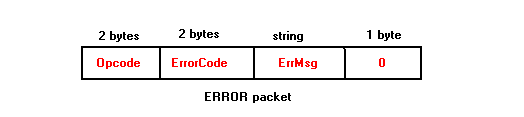 2 bytes 2 bytes string 1 byte
Opcode ErrorCode ErrMsg 0
ERROR packet